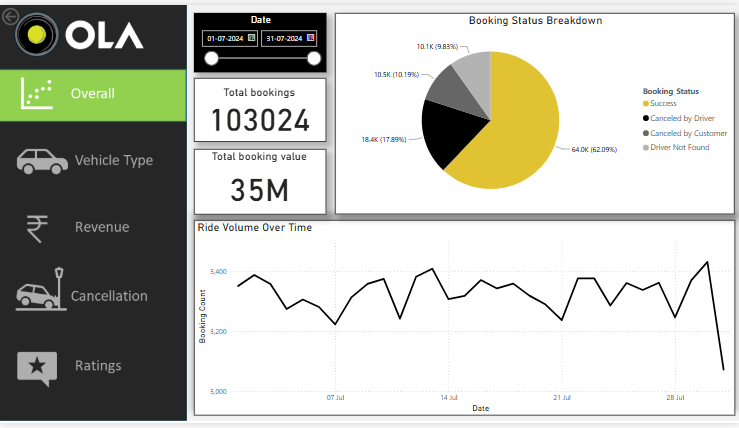 OLA
Overall
Vehicle Type
Revenue
Cancellation
Ratings
Date
01-07-2024 31-07-2024
Total bookings
103024
Total booking value
35M
Booking Status Breakdown
10.1K (9.83%)
10.5K (10.19%)
18.4K (17.89%)
64.0K (62.09%)
Booking Status
Success
Canceled by Driver
Canceled by Customer
Driver Not Found
Ride Volume Over Time
Booking Count
3,400
3,200
3,000
07 Jul 14 Jul 21 Jul 28 Jul
Date